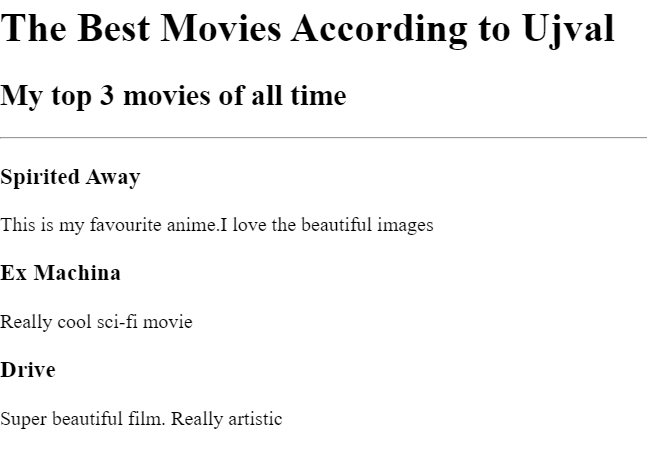 The Best Movies According to Ujval
My top 3 movies of all time
Spirited Away
This is my favourite anime.I love the beautiful images
Ex Machina
Really cool sci-fi movie
Drive
Super beautiful film. Really artistic